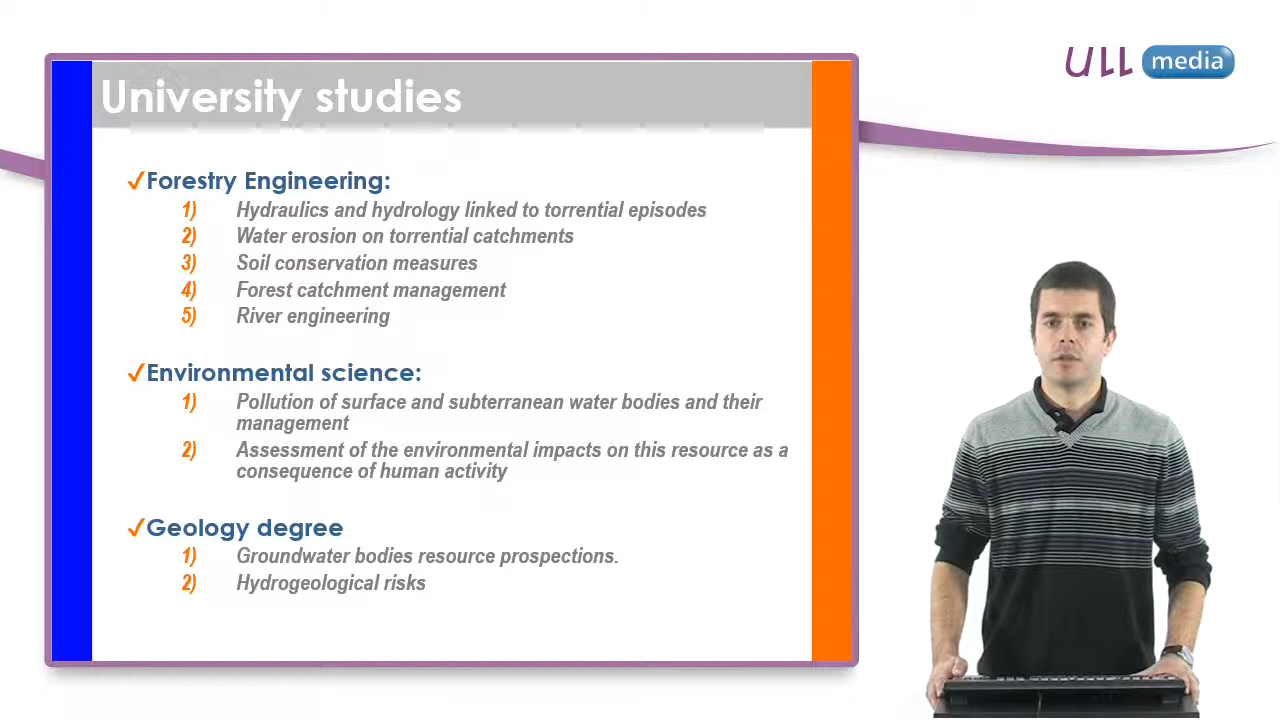 ULL media
University studies
✓Forestry Engineering:
1) Hydraulics and hydrology linked to torrential episodes
2) Water erosion on torrential catchments
3) Soil conservation measures
4) Forest catchment management
5) River engineering
✓Environmental science:
1) Pollution of surface and subterranean water bodies and their
management
2) Assessment of the environmental impacts on this resource as a
consequence of human activity
✓Geology degree
1) Groundwater bodies resource prospections.
2) Hydrogeological risks